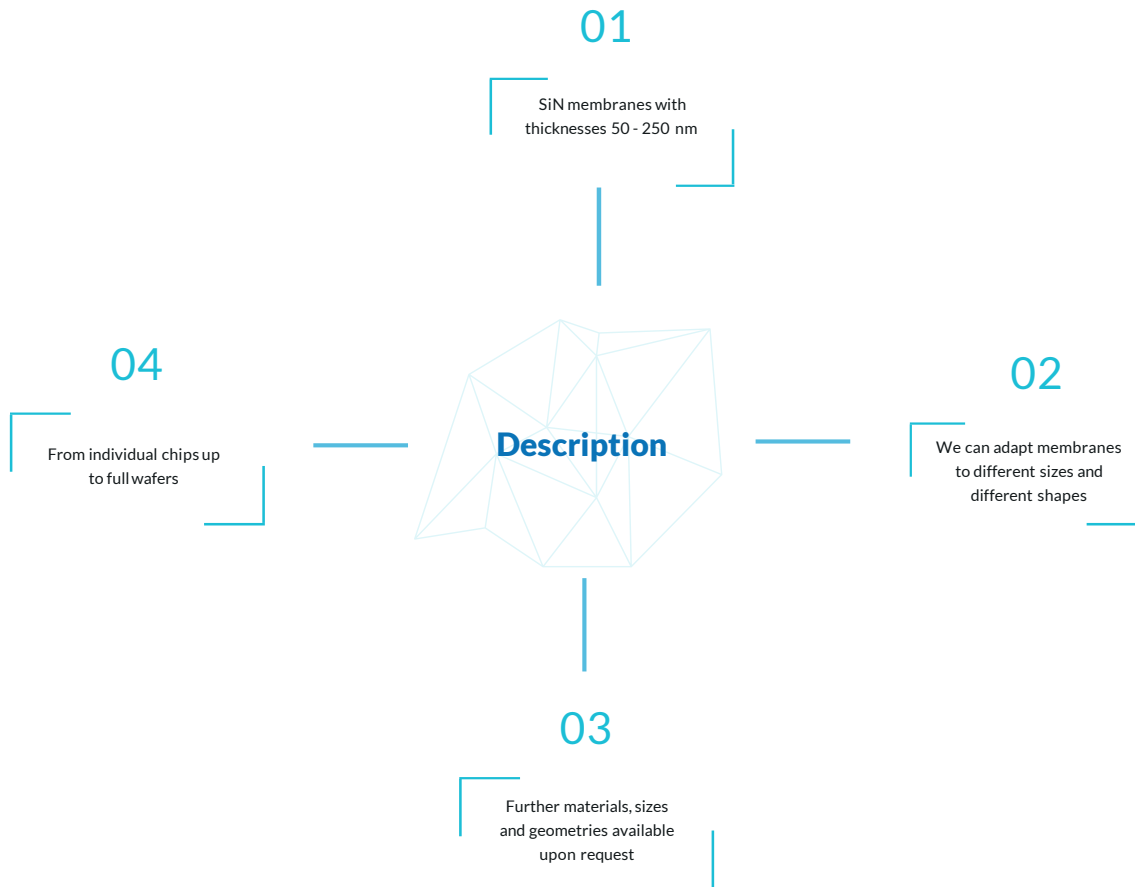 01
SiN membranes with
thicknesses 50 - 250 nm
04
From individual chips up
to full wafers
Description
02
We can adapt membranes
to different sizes and
different shapes
03
Further materials, sizes
and geometries available
upon request